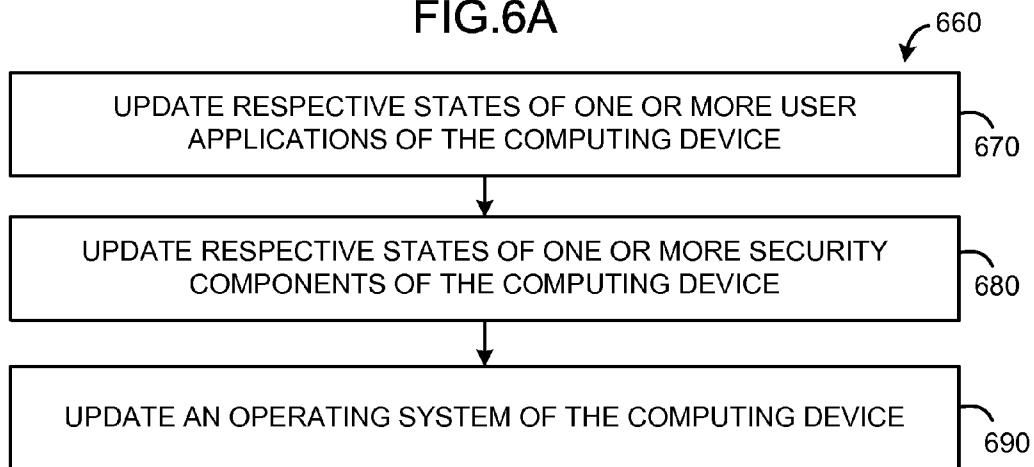 FIG.6A
660
UPDATE RESPECTIVE STATES OF ONE OR MORE USER
APPLICATIONS OF THE COMPUTING DEVICE
670
UPDATE RESPECTIVE STATES OF ONE OR MORE SECURITY
COMPONENTS OF THE COMPUTING DEVICE
680
UPDATE AN OPERATING SYSTEM OF THE COMPUTING DEVICE
690